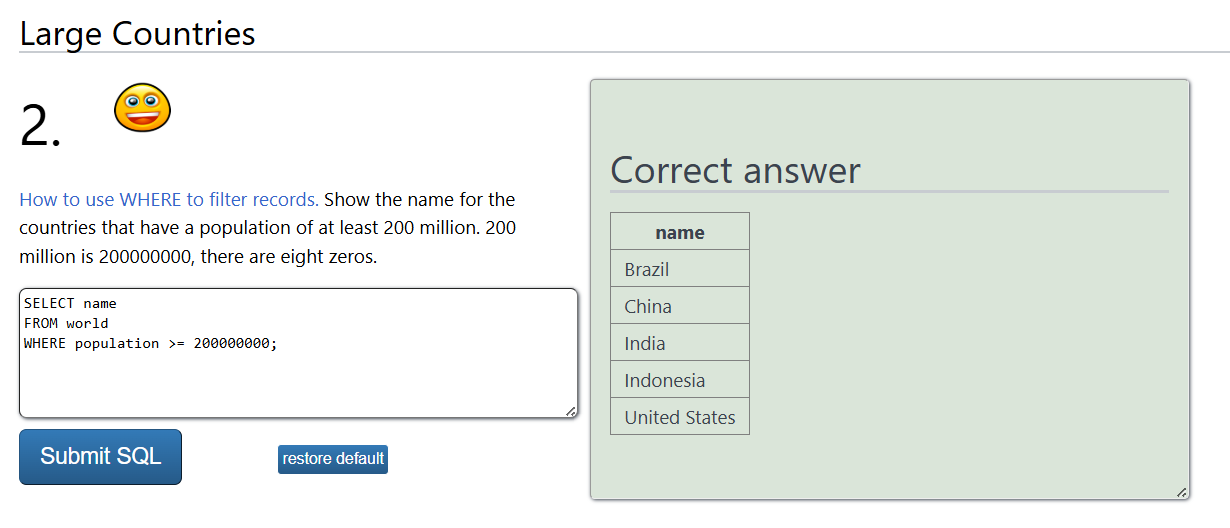 Large Countries
2.
How to use WHERE to filter records. Show the name for the
countries that have a population of at least 200 million. 200
million is 200000000, there are eight zeros.
SELECT name
FROM world
WHERE population >= 200000000;
Submit SQL
restore default
Correct answer
name
Brazil
China
India
Indonesia
United States